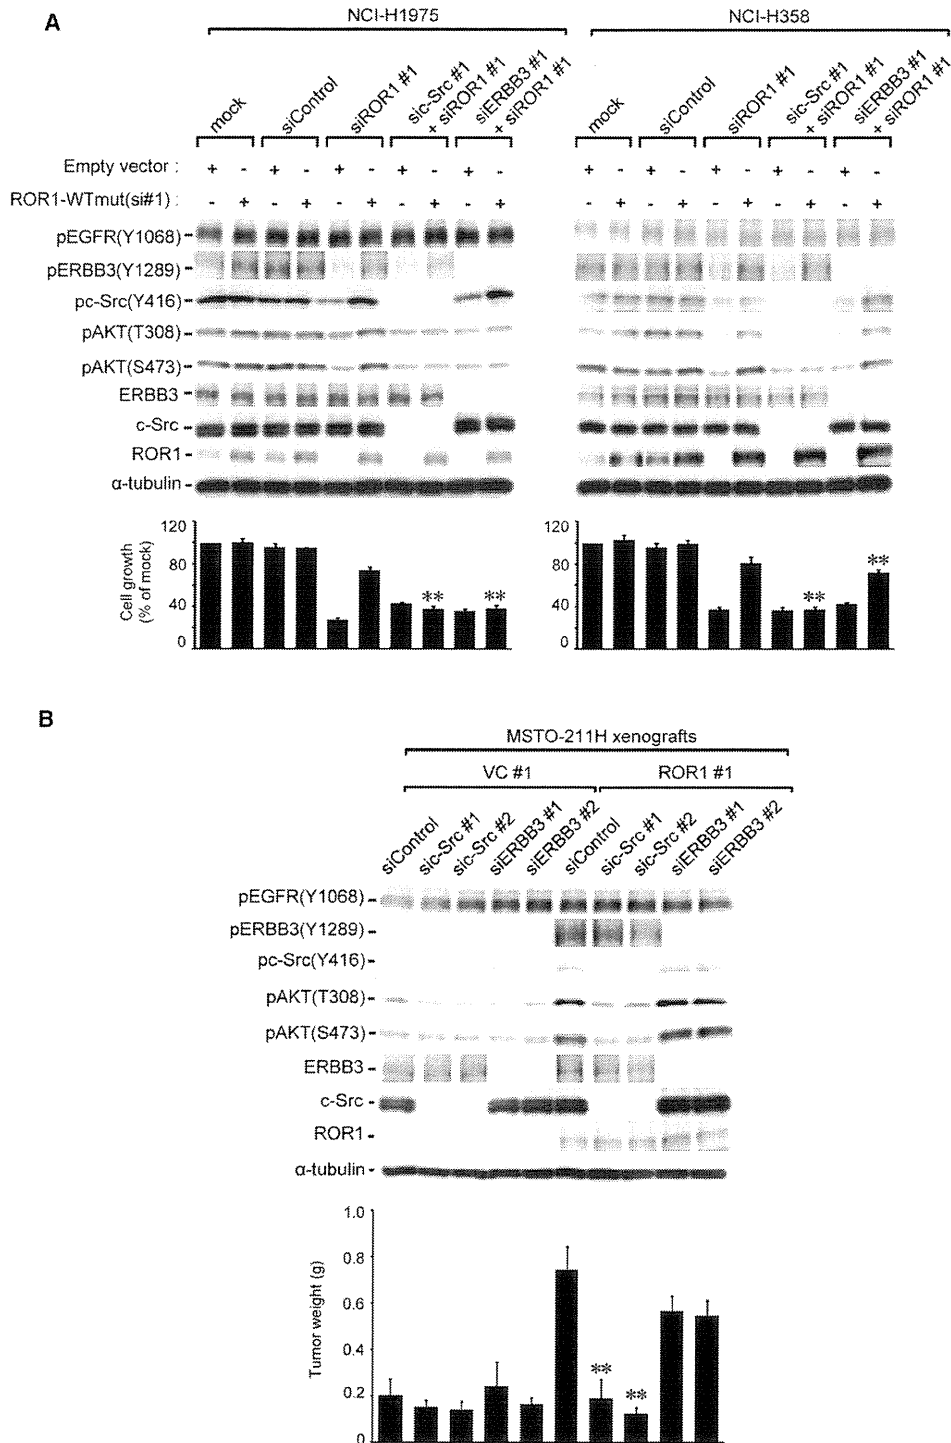 A
NCI-H1975
NCI-H358
mock
siControl
siROR1 #1
sic-Src #1
+ siROR1 #1
siERBB3 #1
+ siROR1 #1
mock
siControl
siROR1 #1
sic-Src #1
+ siROR1 #1
siERBB3 #1
+ siROR1 #1
Empty vector : + - + - + - + - + - + - + - + - + - + -
ROR1-WTmut(si#1) : - + - + - + - + - + - + - + - + - + - +
pEGFR(Y1068) -
pERBB3(Y1289) -
pc-Src(Y416) -
pAKT(T308) -
pAKT(S473) -
ERBB3 -
c-Src -
ROR1 -
α-tubulin -
Cell growth
(% of mock)
120
80
40
0
** **
120
80
40
0
** **
B
MSTO-211H xenografts
VC #1
ROR1 #1
siControl
sic-Src #1
sic-Src #2
siERBB3 #1
siERBB3 #2
siControl
sic-Src #1
sic-Src #2
siERBB3 #1
siERBB3 #2
pEGFR(Y1068) -
pERBB3(Y1289) -
pc-Src(Y416) -
pAKT(T308) -
pAKT(S473) -
ERBB3 -
c-Src -
ROR1 -
α-tubulin -
Tumor weight (g)
1.0
0.8
0.6
0.4
0.2
0
** **